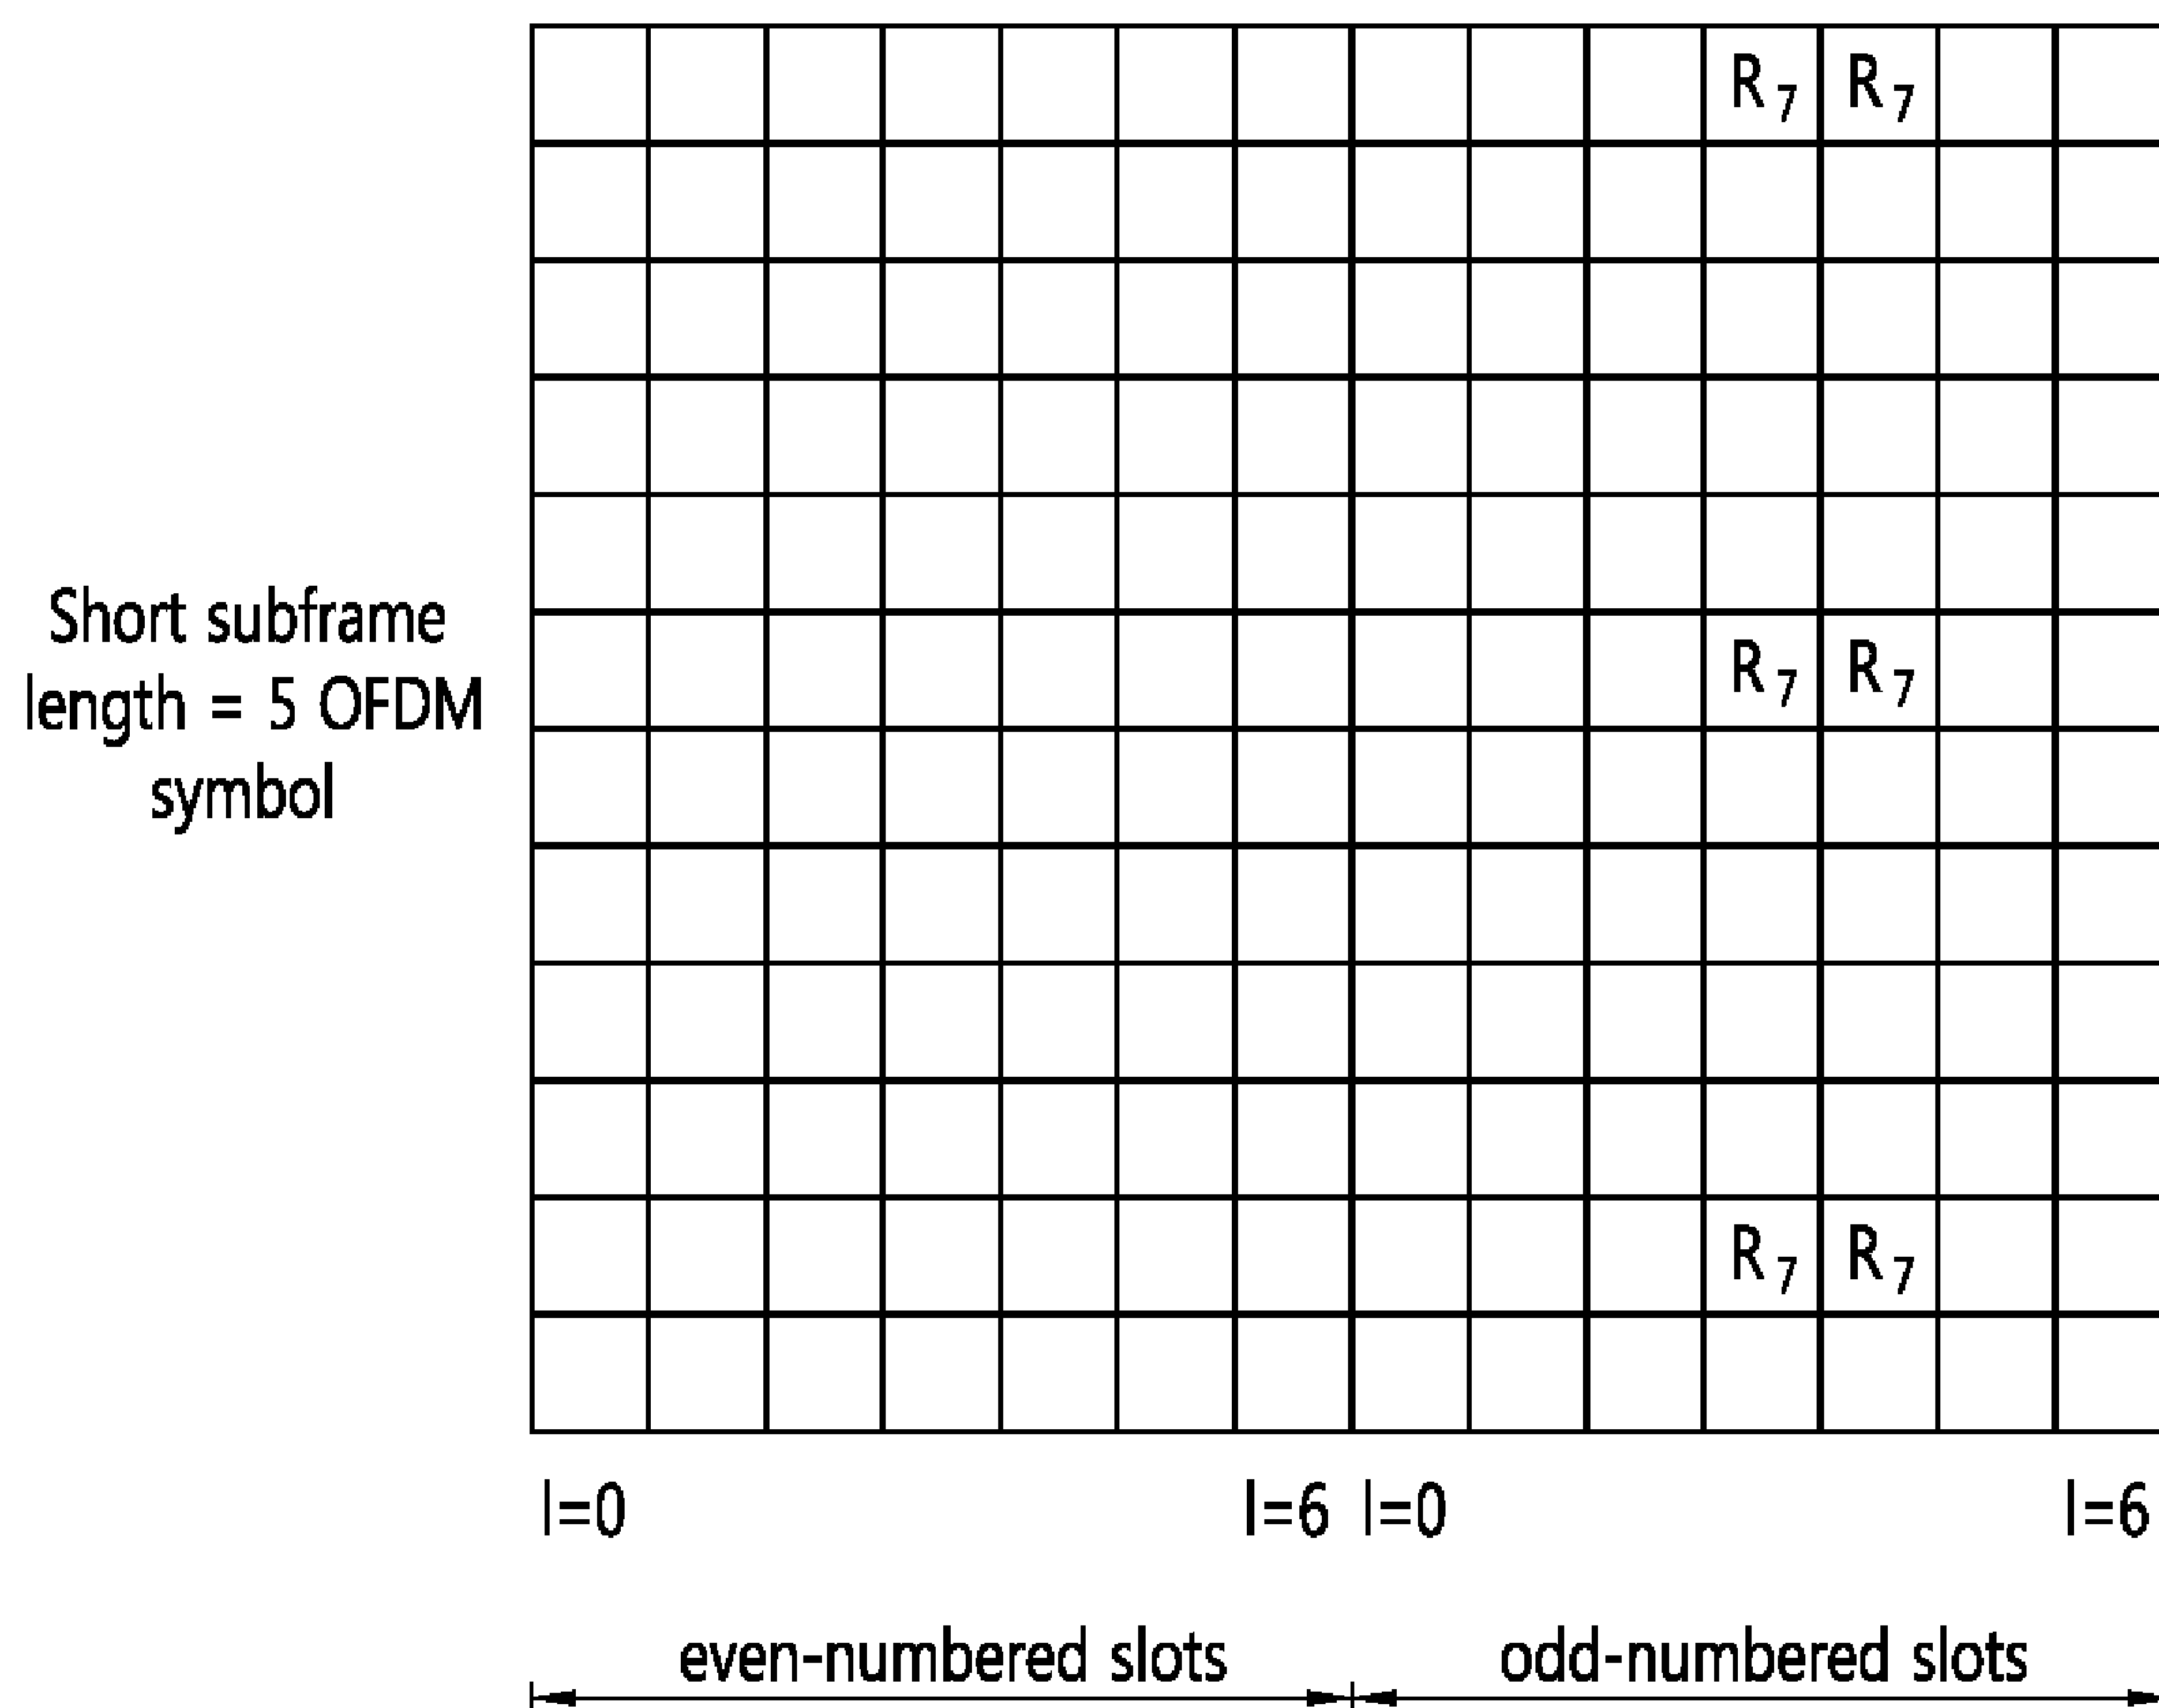 R7 R7
Short subframe
length = 5 OFDM
symbol
R7 R7
R7 R7
l=0 l=6 l=0 l=6
even-numbered slots odd-numbered slots